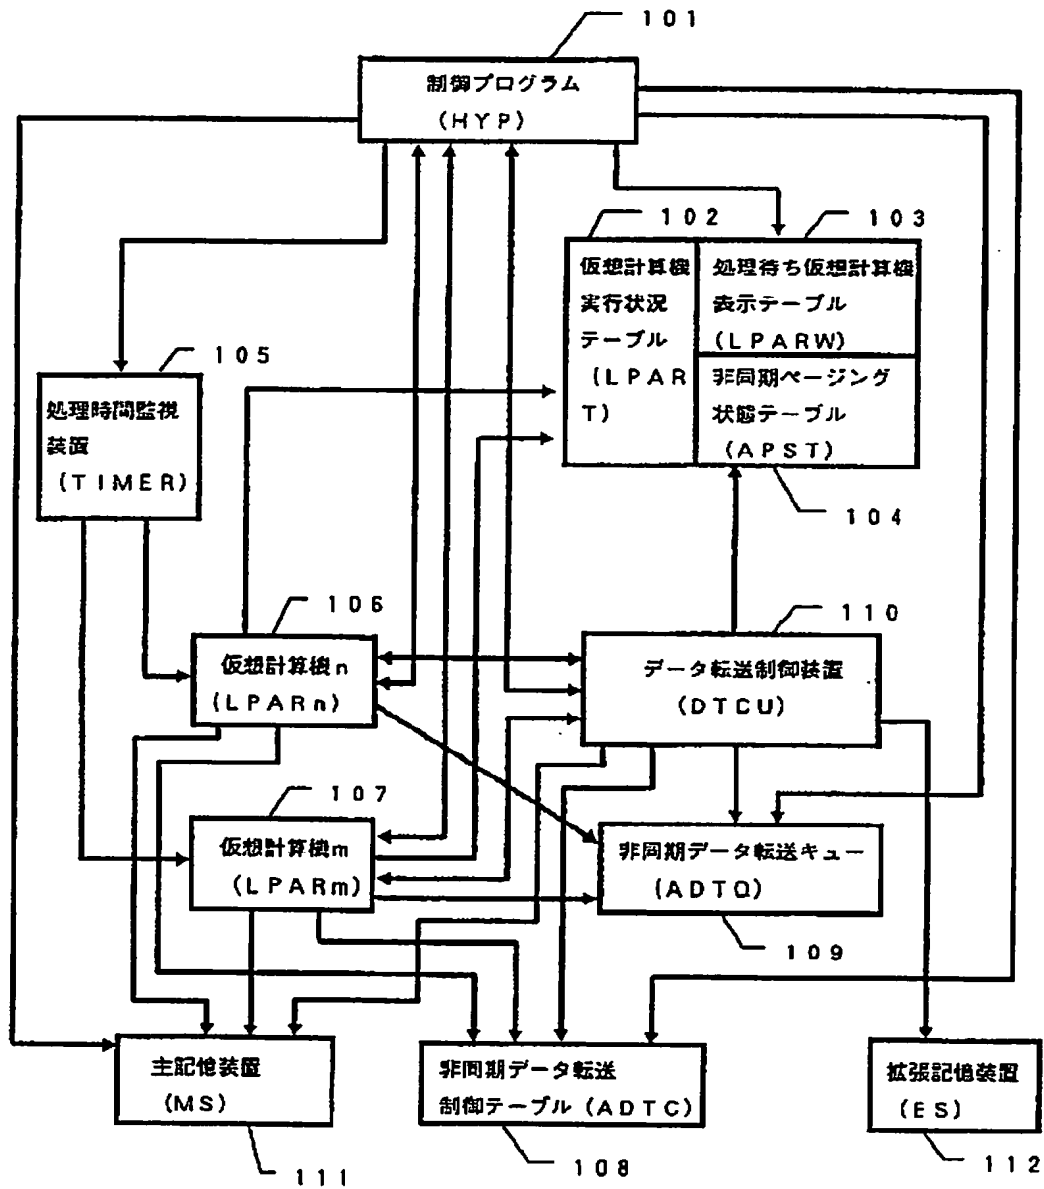 101
制御プログラム
(HYP)
102
103
仮想計算機
実行状況
テーブル
(LPAR
T)
処理待ち仮想計算機
表示テーブル
(LPARW)
非同期ページング
状態テーブル
(APST)
104
105
処理時間監視
装置
(TIMER)
106
仮想計算機n
(LPARn)
110
データ転送制御装置
(DTCU)
107
仮想計算機m
(LPARm)
非同期データ転送キュー
(ADTQ)
109
主記憶装置
(MS)
111
非同期データ転送
制御テーブル(ADTC)
108
拡張記憶装置
(ES)
112